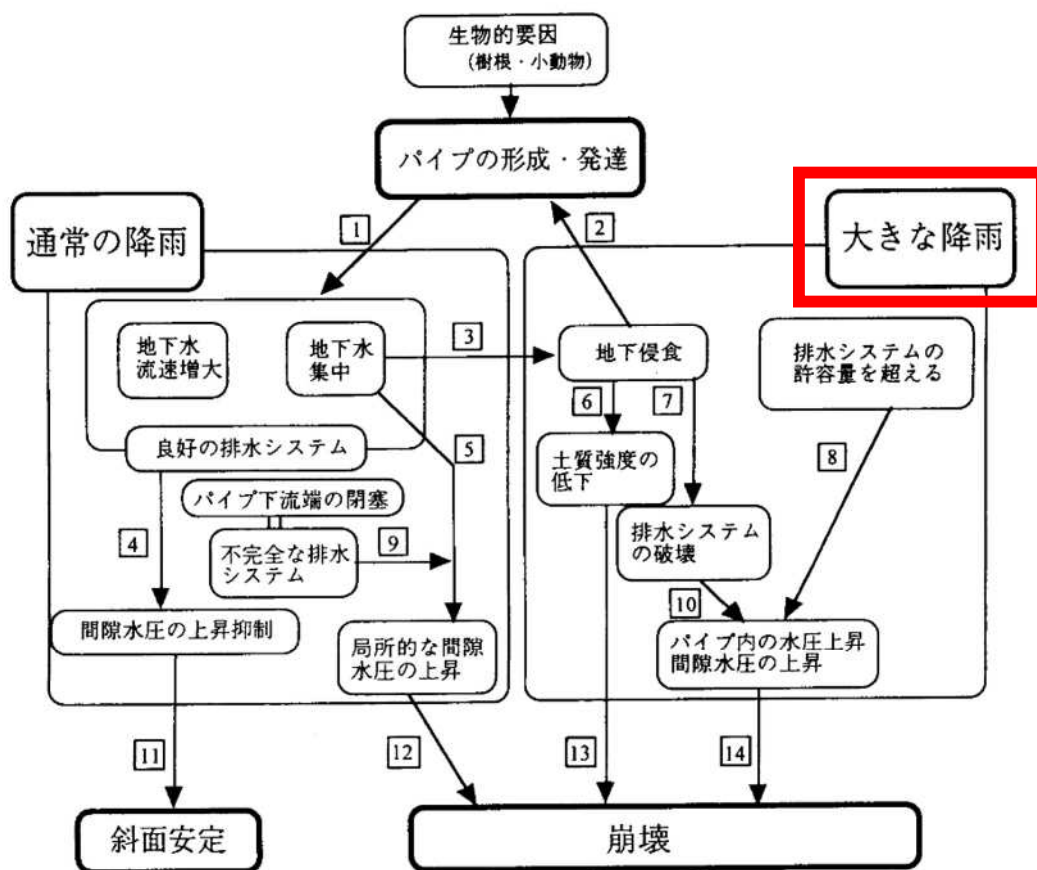 生物的要因
(樹根・小動物)
パイプの形成・発達
通常の降雨
大きな降雨
1
2
地下水
流速増大
地下水
集中
3
地下侵食
排水システムの
許容量を超える
6
7
良好の排水システム
5
土質強度の
低下
8
パイプ下流端の閉塞
4
不完全な排水
システム
9
排水システム
の破壊
10
間隙水圧の上昇抑制
局所的な間隙
水圧の上昇
パイプ内の水圧上昇
間隙水圧の上昇
11
12
13
14
斜面安定
崩壊